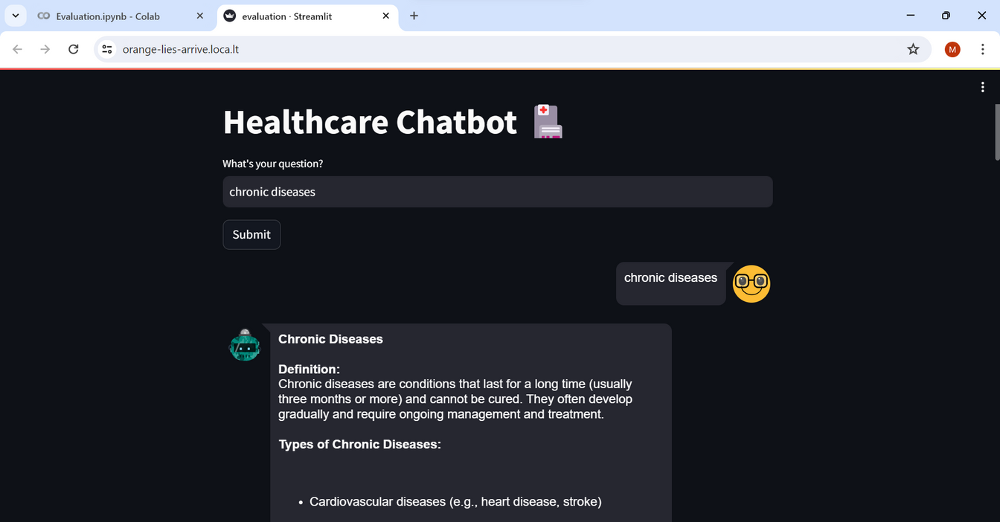 Evaluation.ipynb - Colab
evaluation · Streamlit
orange-lies-arrive.loca.lt
M
Healthcare Chatbot
What's your question?
chronic diseases
Submit
chronic diseases
Chronic Diseases
Definition:
Chronic diseases are conditions that last for a long time (usually
three months or more) and cannot be cured. They often develop
gradually and require ongoing management and treatment.
Types of Chronic Diseases:
• Cardiovascular diseases (e.g., heart disease, stroke)